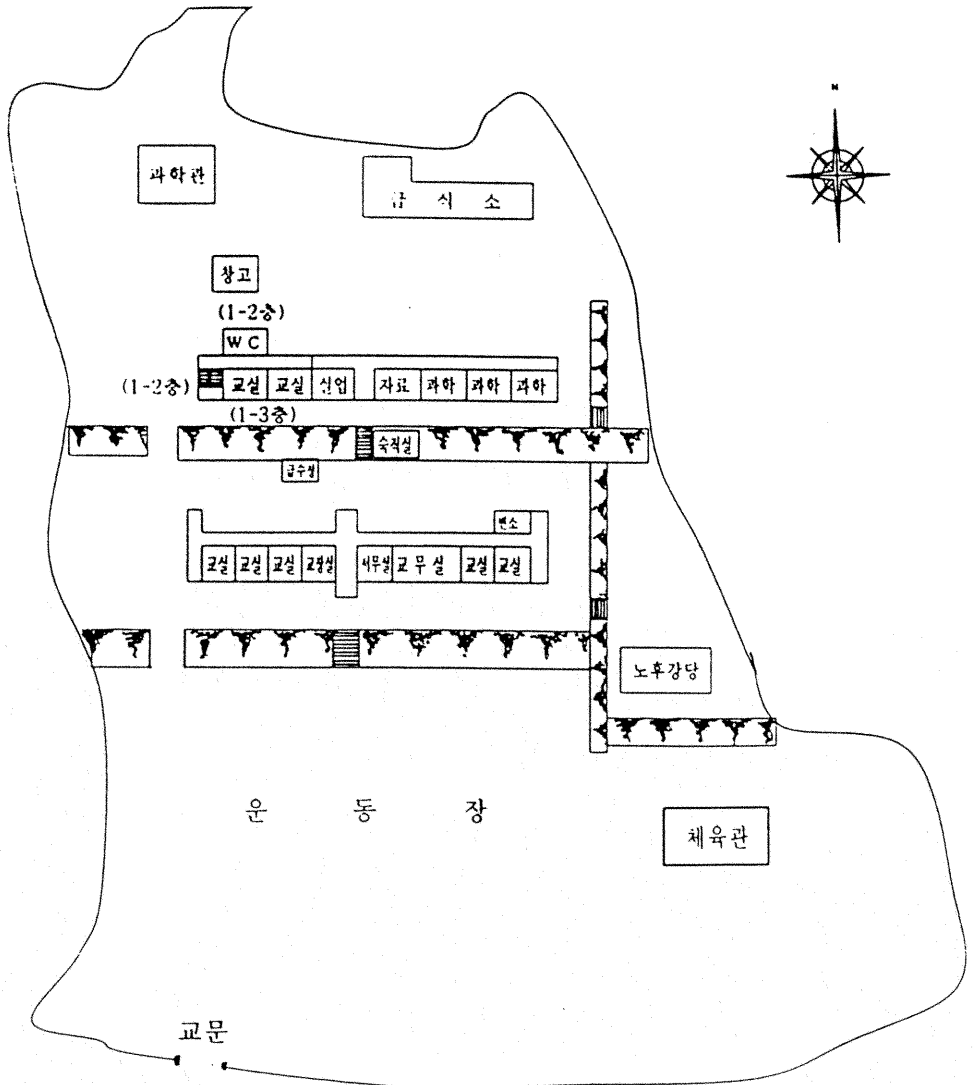 N
과학관
급 식 소
창고
(1-2층)
W C
(1-2층)
교실 교실 실업 자료 과학 과학 과학
(1-3층)
숙직실
급수실
변소
교실 교실 교실 교장실 서무실 교 무 실 교실 교실
노후강당
운 동 장
체육관
교문